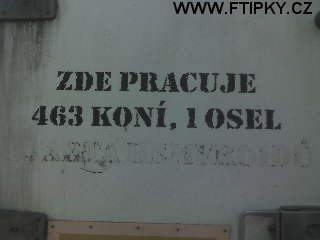 WWW.FTIPKY.CZ
ZDE PRACUJE
463 KONÍ, 1 OSEL